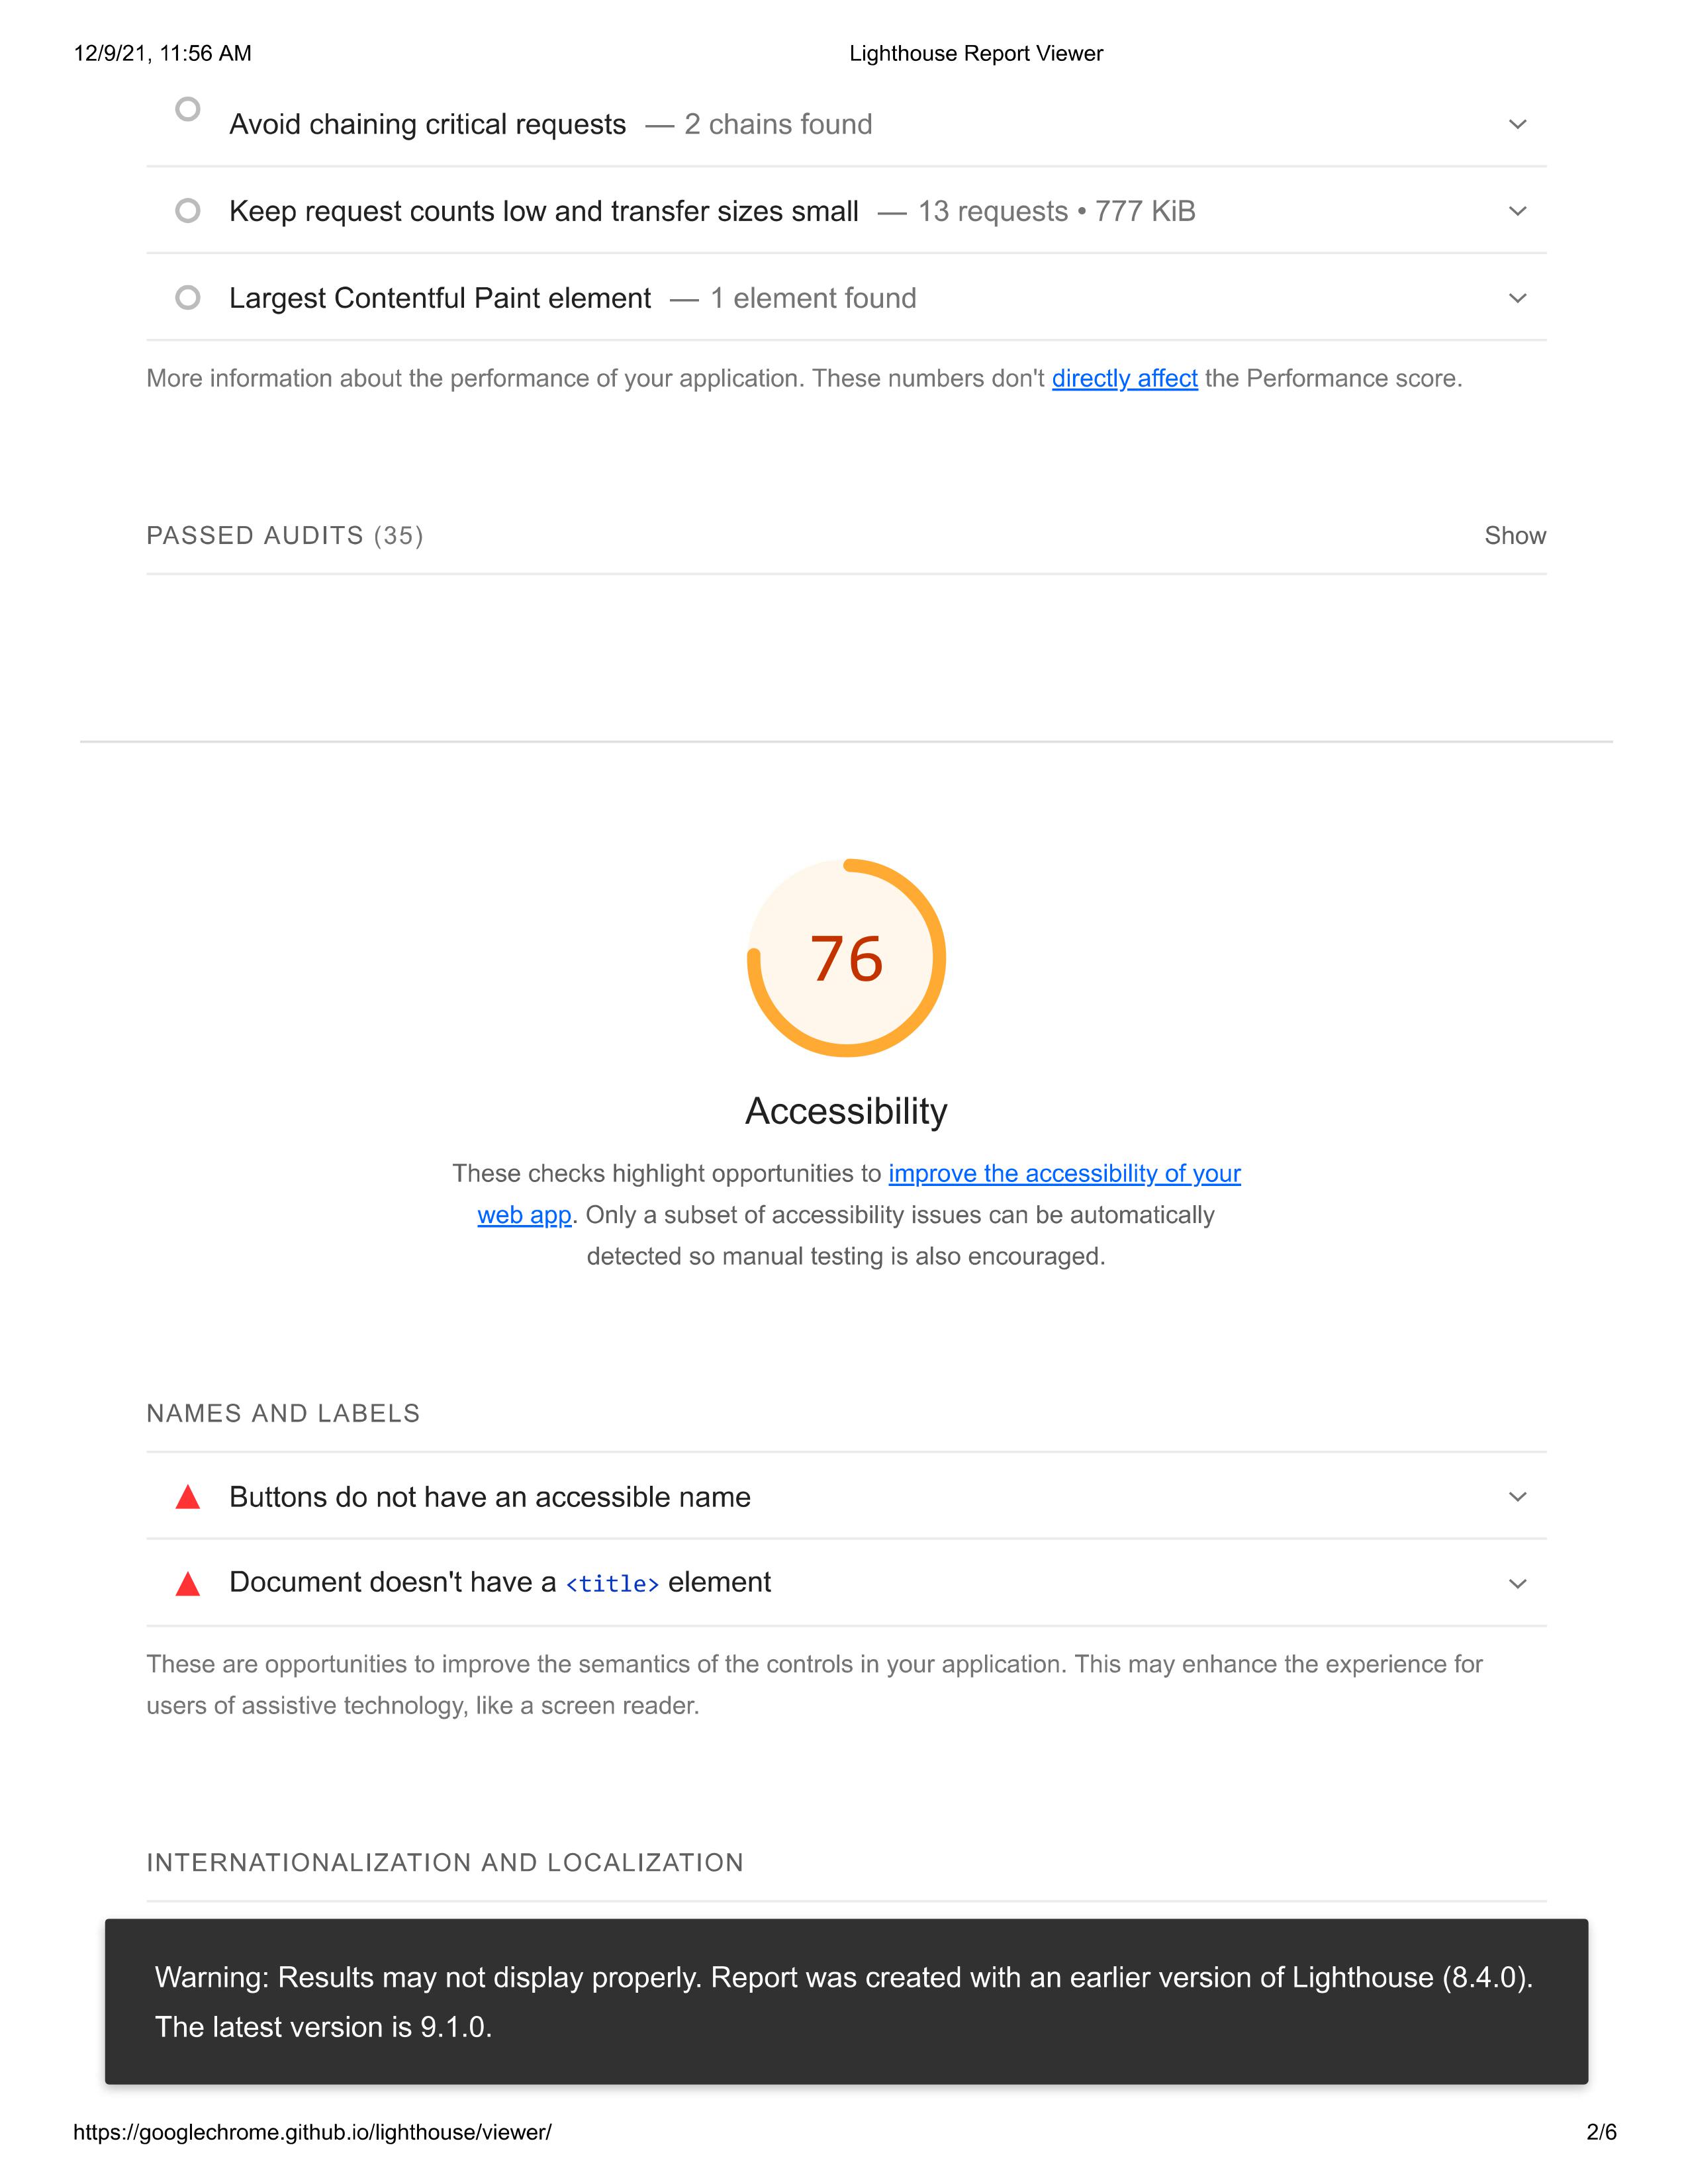 12/9/21, 11:56 AM Lighthouse Report Viewer
Avoid chaining critical requests — 2 chains found
Keep request counts low and transfer sizes small — 13 requests • 777 KiB
Largest Contentful Paint element — 1 element found
More information about the performance of your application. These numbers don't directly affect the Performance score.
PASSED AUDITS (35) Show
76
Accessibility
These checks highlight opportunities to improve the accessibility of your
web app. Only a subset of accessibility issues can be automatically
detected so manual testing is also encouraged.
NAMES AND LABELS
Buttons do not have an accessible name
Document doesn't have a <title> element
These are opportunities to improve the semantics of the controls in your application. This may enhance the experience for
users of assistive technology, like a screen reader.
INTERNATIONALIZATION AND LOCALIZATION
Warning: Results may not display properly. Report was created with an earlier version of Lighthouse (8.4.0).
The latest version is 9.1.0.
https://googlechrome.github.io/lighthouse/viewer/ 2/6